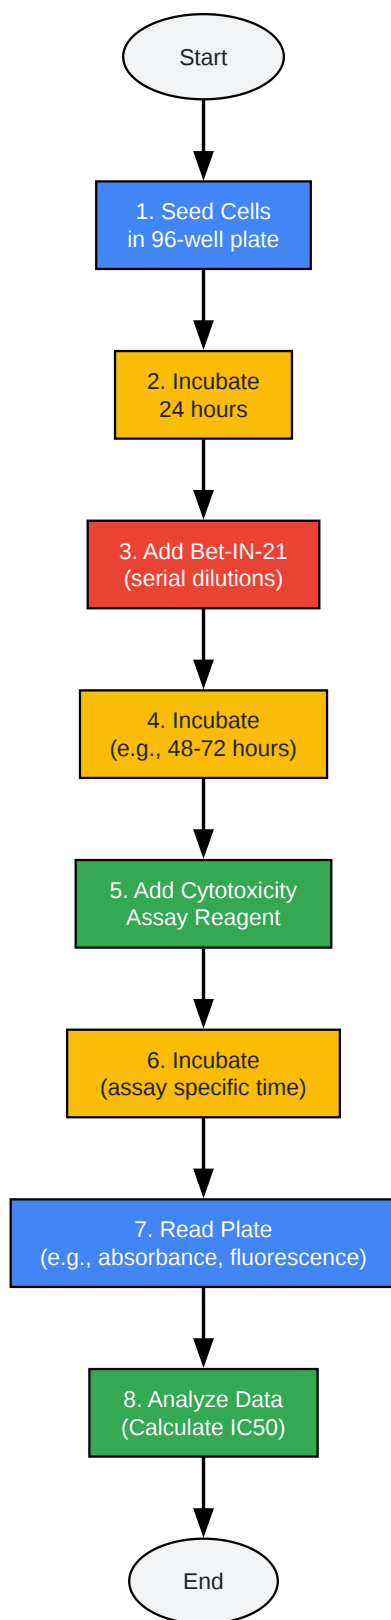 Start
1. Seed Cells
in 96-well plate
2. Incubate
24 hours
3. Add Bet-IN-21
(serial dilutions)
4. Incubate
(e.g., 48-72 hours)
5. Add Cytotoxicity
Assay Reagent
6. Incubate
(assay specific time)
7. Read Plate
(e.g., absorbance, fluorescence)
8. Analyze Data
(Calculate IC50)
End